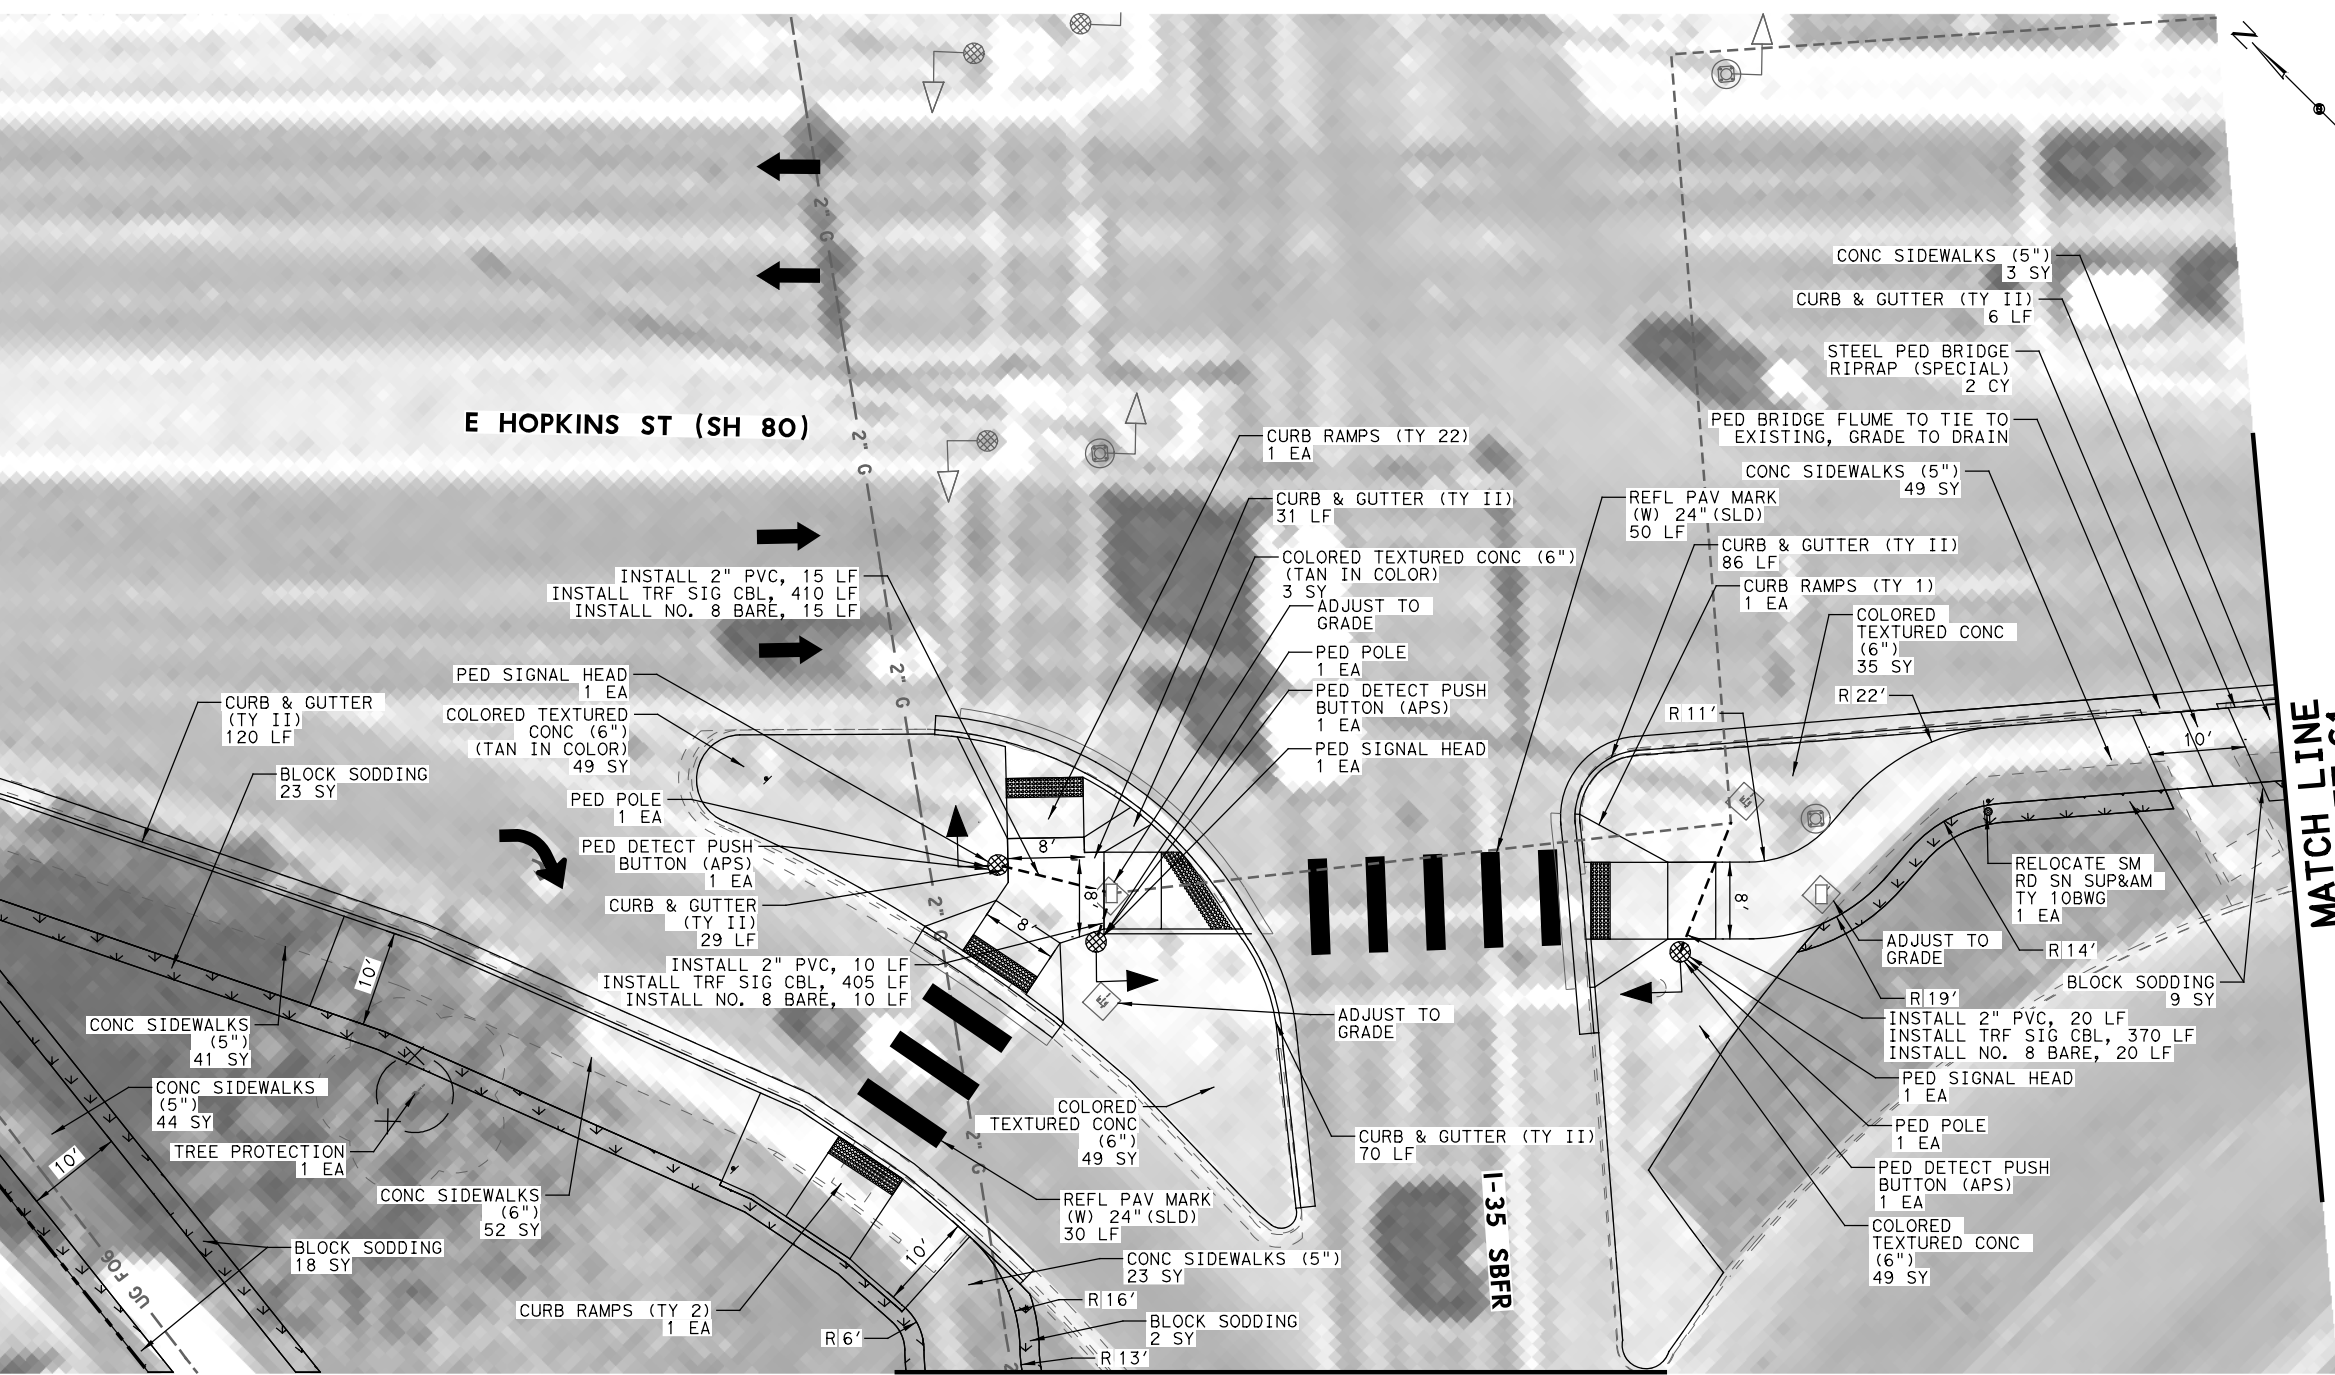 N
CONC SIDEWALKS (5")
3 SY
CURB & GUTTER (TY II)
6 LF
STEEL PED BRIDGE
RIPRAP (SPECIAL)
2 CY
PED BRIDGE FLUME TO TIE TO
EXISTING, GRADE TO DRAIN
CONC SIDEWALKS (5")
49 SY
E HOPKINS ST (SH 80)
2" G
2" G
2" G
2" G
2" G
2
CURB RAMPS (TY 22)
1 EA
CURB & GUTTER (TY II)
31 LF
COLORED TEXTURED CONC (6")
(TAN IN COLOR)
3 SY
ADJUST TO
GRADE
PED POLE
1 EA
PED DETECT PUSH
BUTTON (APS)
1 EA
PED SIGNAL HEAD
1 EA
REFL PAV MARK
(W) 24"(SLD)
50 LF
CURB & GUTTER (TY II)
86 LF
CURB RAMPS (TY 1)
1 EA
COLORED
TEXTURED CONC
(6")
35 SY
R 22'
R 11'
INSTALL 2" PVC, 15 LF
INSTALL TRF SIG CBL, 410 LF
INSTALL NO. 8 BARE, 15 LF
PED SIGNAL HEAD
1 EA
COLORED TEXTURED
CONC (6")
(TAN IN COLOR)
49 SY
PED POLE
1 EA
PED DETECT PUSH
BUTTON (APS)
1 EA
CURB & GUTTER
(TY II)
29 LF
INSTALL 2" PVC, 10 LF
INSTALL TRF SIG CBL, 405 LF
INSTALL NO. 8 BARE, 10 LF
CURB & GUTTER
(TY II)
120 LF
BLOCK SODDING
23 SY
8'
8'
8'
8'
10'
10'
10'
10'
MATCH LINE
RELOCATE SM
RD SN SUP&AM
TY 10BWG
1 EA
ADJUST TO
GRADE
R 14'
BLOCK SODDING
9 SY
R 19'
INSTALL 2" PVC, 20 LF
INSTALL TRF SIG CBL, 370 LF
INSTALL NO. 8 BARE, 20 LF
PED SIGNAL HEAD
1 EA
PED POLE
1 EA
PED DETECT PUSH
BUTTON (APS)
1 EA
COLORED
TEXTURED CONC
(6")
49 SY
ADJUST TO
GRADE
CURB & GUTTER (TY II)
70 LF
COLORED
TEXTURED CONC
(6")
49 SY
REFL PAV MARK
(W) 24"(SLD)
30 LF
I-35 SBFR
CONC SIDEWALKS (5")
23 SY
R 16'
BLOCK SODDING
2 SY
R 13'
R 6'
CURB RAMPS (TY 2)
1 EA
CONC SIDEWALKS
(5")
41 SY
CONC SIDEWALKS
(5")
44 SY
TREE PROTECTION
1 EA
CONC SIDEWALKS
(6")
52 SY
BLOCK SODDING
18 SY
UG FO6